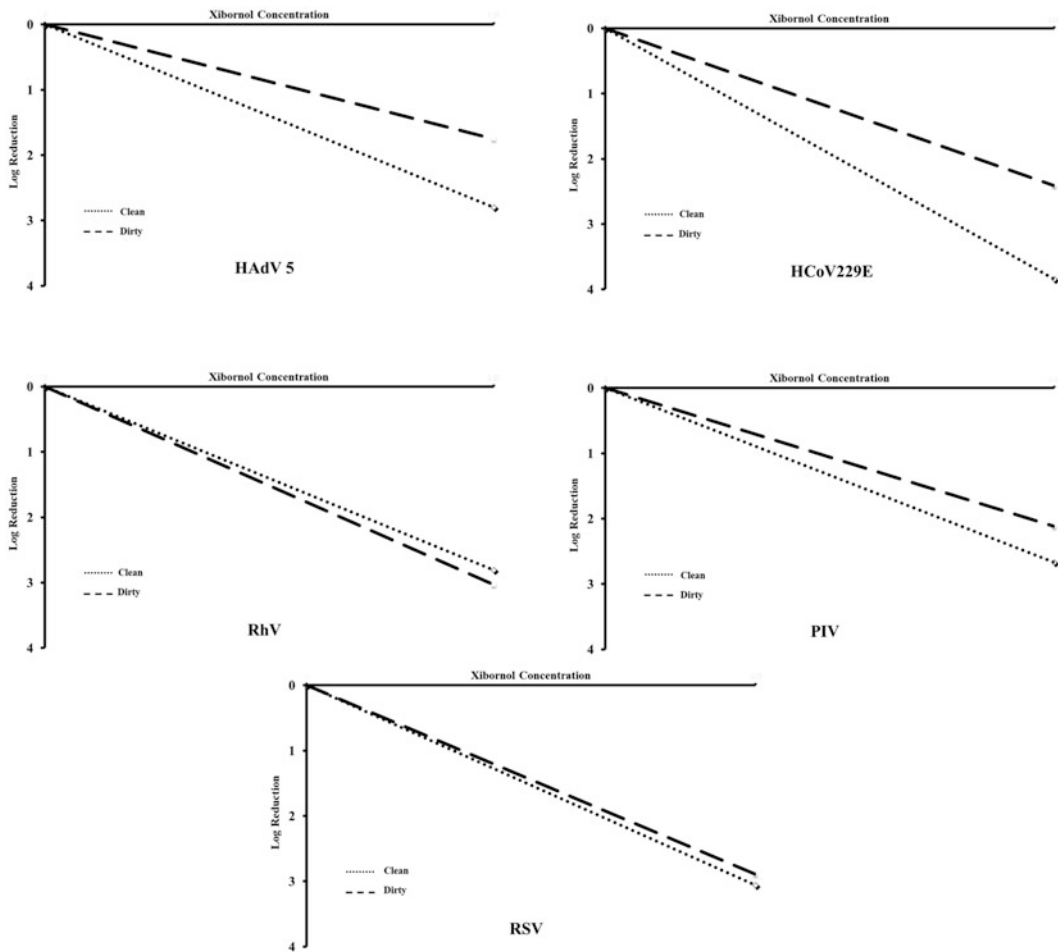 Xibornol Concentration
0
1
2
3
4
Log Reduction
Clean
Dirty
HAdV 5
Xibornol Concentration
0
1
2
3
4
Log Reduction
Clean
Dirty
HCoV229E
Xibornol Concentration
0
1
2
3
4
Log Reduction
Clean
Dirty
RhV
Xibornol Concentration
0
1
2
3
4
Log Reduction
Clean
Dirty
PIV
Xibornol Concentration
0
1
2
3
4
Log Reduction
Clean
Dirty
RSV